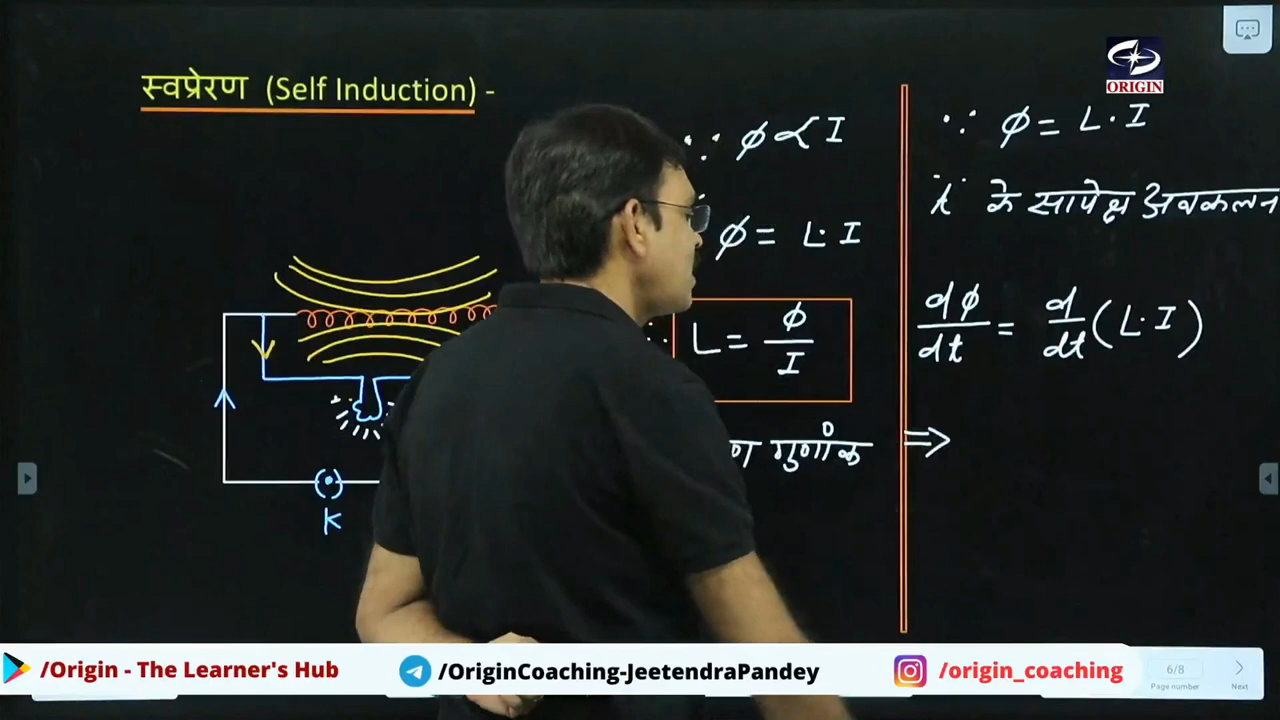 स्वप्रेरण (Self Induction) -
ORIGIN
∵ φ ∝ I
φ = L·I
L = φ/I
गुणांक
K
∵ φ = L·I
t के सापेक्ष अवकलन
dφ/dt = d/dt (L·I)
⇒
/Origin - The Learner's Hub
/OriginCoaching-JeetendraPandey
/origin_coaching
6/8
Page number
Next